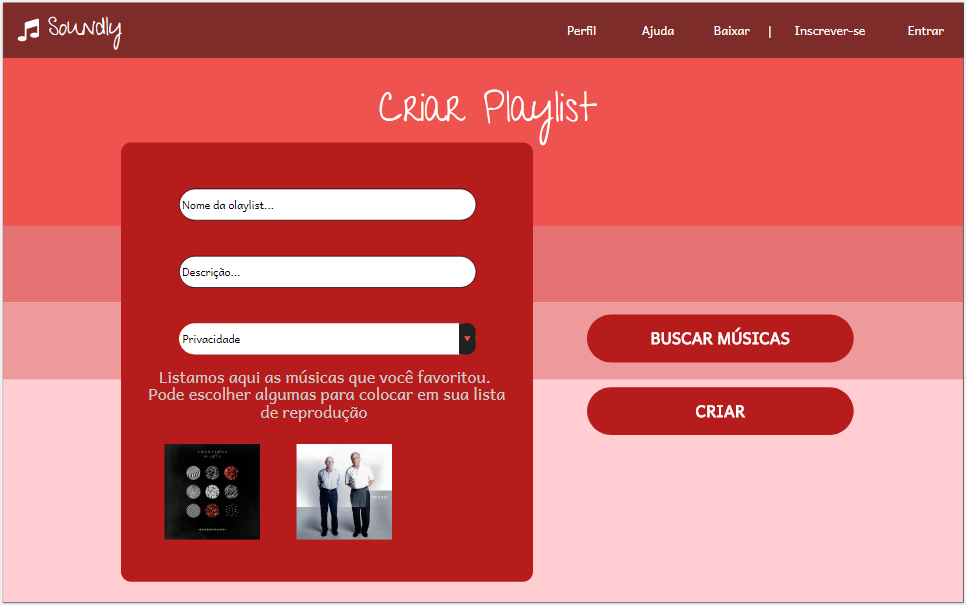 Soundly
Perfil Ajuda Baixar | Inscrever-se Entrar
Criar Playlist
Nome da olaylist...
Descrição...
Privacidade
Listamos aqui as músicas que você favoritou.
Pode escolher algumas para colocar em sua lista
de reprodução
BUSCAR MÚSICAS
CRIAR